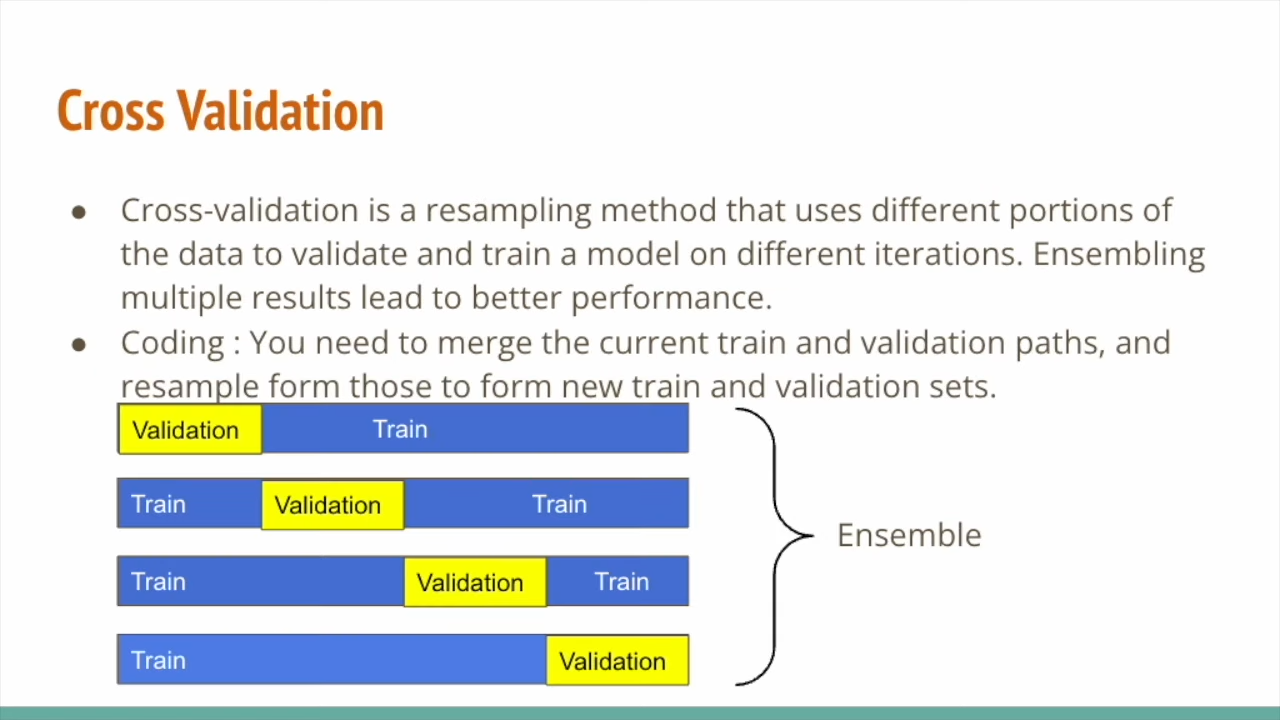 Cross Validation
● Cross-validation is a resampling method that uses different portions of
the data to validate and train a model on different iterations. Ensembling
multiple results lead to better performance.
● Coding : You need to merge the current train and validation paths, and
resample form those to form new train and validation sets.
Validation Train
Train Validation Train
Train Validation Train
Train Validation
Ensemble